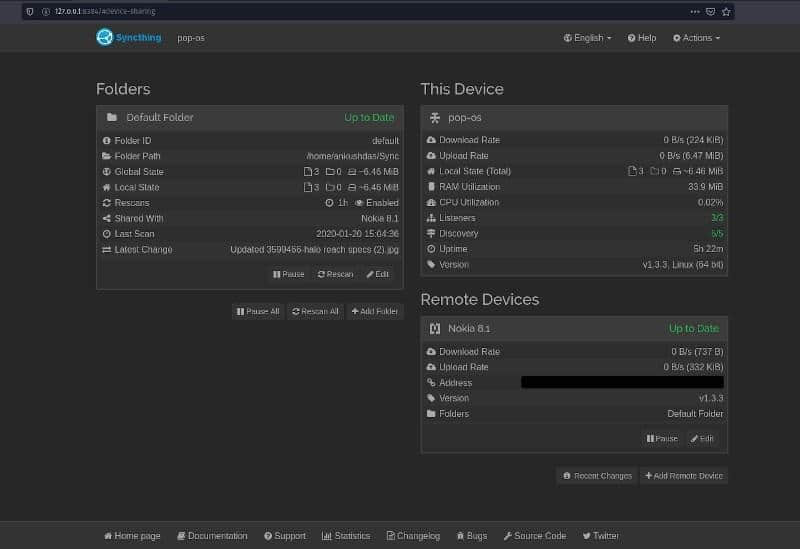 127.0.0.1:8384/#device-sharing
Syncthing pop-os English Help Actions
Folders
Default Folder Up to Date
Folder ID default
Folder Path /home/ankushdas/Sync
Global State 3 0 ~6.46 MiB
Local State 3 0 ~6.46 MiB
Rescans 1h Enabled
Shared With Nokia 8.1
Last Scan 2020-01-20 15:04:36
Latest Change Updated 3599466-halo reach specs (2).jpg
Pause Rescan Edit
Pause All Rescan All Add Folder
This Device
pop-os
Download Rate 0 B/s (224 KiB)
Upload Rate 0 B/s (6.47 MiB)
Local State (Total) 3 0 ~6.46 MiB
RAM Utilization 33.9 MiB
CPU Utilization 0.02%
Listeners 3/3
Discovery 5/5
Uptime 5h 22m
Version v1.3.3, Linux (64 bit)
Remote Devices
Nokia 8.1 Up to Date
Download Rate 0 B/s (737 B)
Upload Rate 0 B/s (332 KiB)
Address
Version v1.3.3
Folders Default Folder
Pause Edit
Recent Changes Add Remote Device
Home page Documentation Support Statistics Changelog Bugs Source Code Twitter